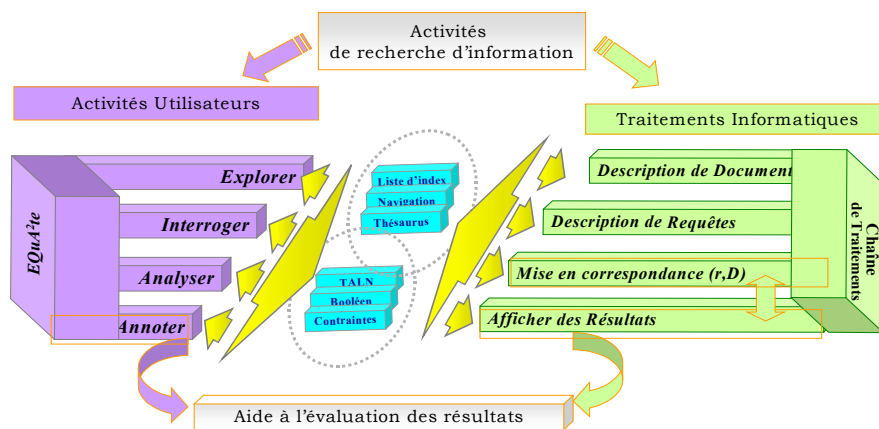 Activités
de recherche d'information
Activités Utilisateurs
Traitements Informatiques
EQuA²te
Explorer
Interroger
Analyser
Annoter
Liste d'index
Navigation
Thésaurus
TALN
Booléen
Contraintes
Description de Document
Description de Requêtes
Mise en correspondance (r,D)
Afficher des Résultats
Chaîne
de Traitements
Aide à l'évaluation des résultats